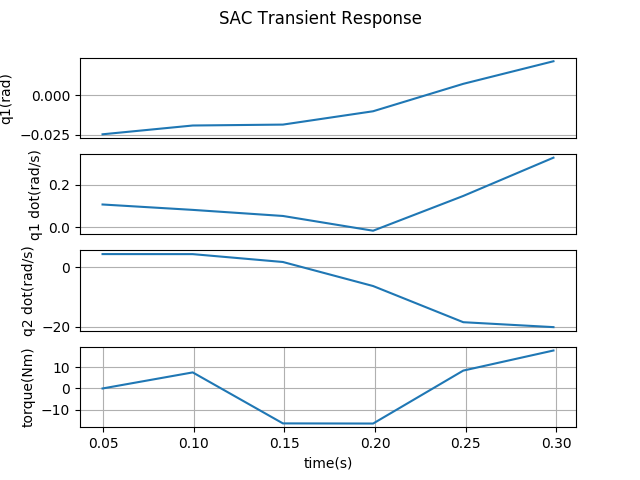 SAC Transient Response
q1(rad)
0.000
−0.025
q1 dot(rad/s)
0.2
0.0
q2 dot(rad/s)
0
−20
torque(Nm)
10
0
−10
0.05 0.10 0.15 0.20 0.25 0.30
time(s)